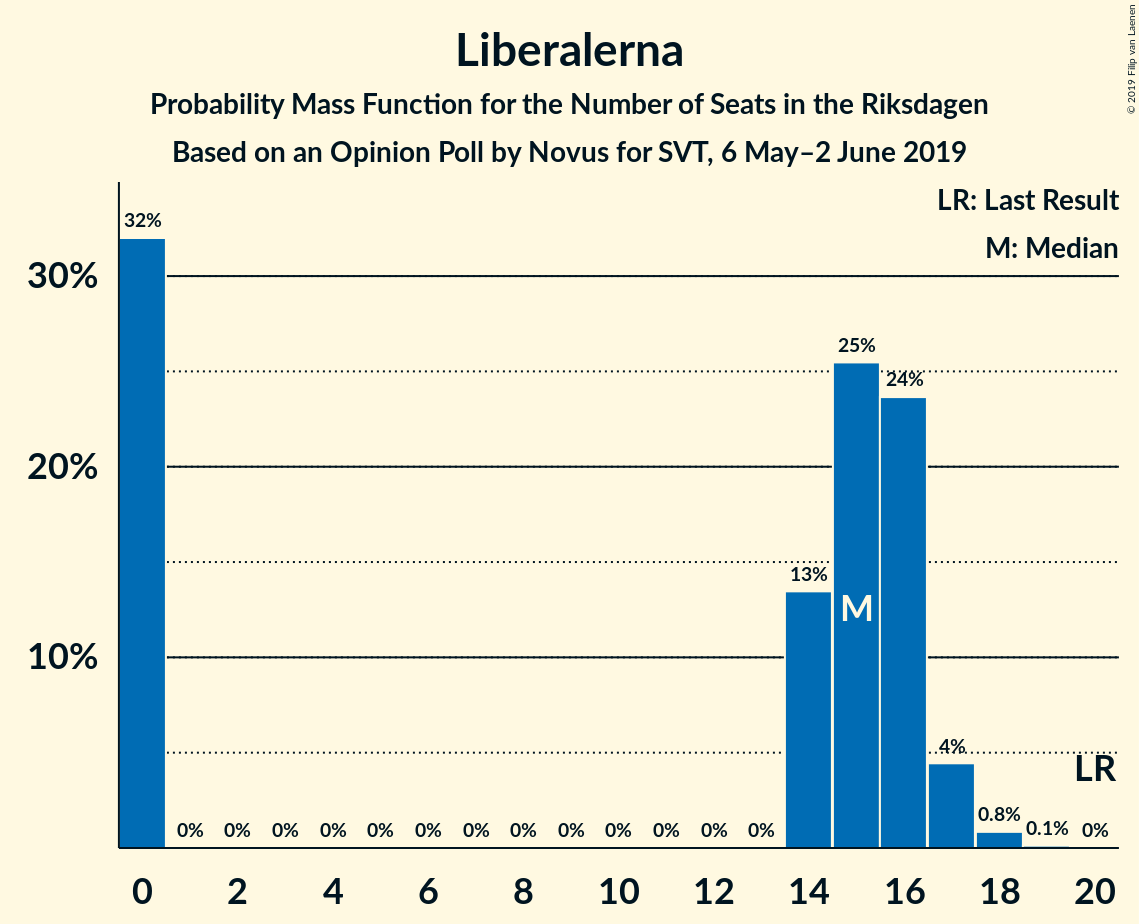 Liberalerna
Probability Mass Function for the Number of Seats in the Riksdagen
Based on an Opinion Poll by Novus for SVT, 6 May–2 June 2019
© 2019 Filip van Laenen
LR: Last Result
M: Median
30%
20%
10%
32%
0%
0%
0%
0%
0%
0%
0%
0%
0%
0%
0%
0%
0%
13%
25%
24%
4%
0.8%
0.1%
0%
M
LR
0 2 4 6 8 10 12 14 16 18 20